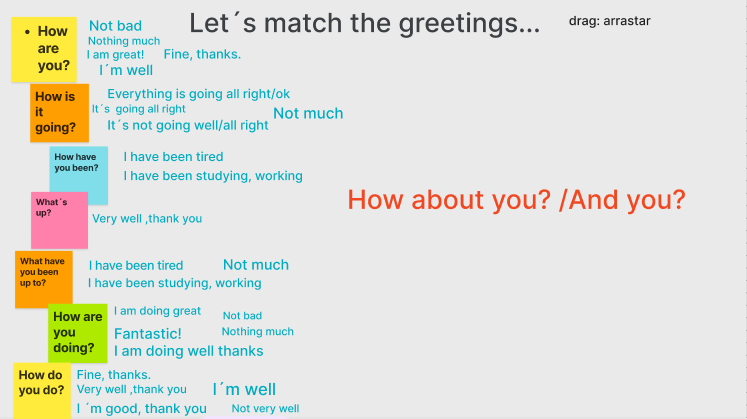 Let´s match the greetings...
drag: arrastar
• How
are
you?
Not bad
Nothing much
I am great!
Fine, thanks.
I´m well
How is
it
going?
Everything is going all right/ok
It´s going all right
Not much
It´s not going well/all right
How have
you been?
I have been tired
I have been studying, working
What´s
up?
Very well ,thank you
How about you? /And you?
What have
you been
up to?
I have been tired
Not much
I have been studying, working
How are
you
doing?
I am doing great
Not bad
Fantastic!
Nothing much
I am doing well thanks
How do
you do?
Fine, thanks.
Very well ,thank you
I´m well
I ´m good, thank you
Not very well